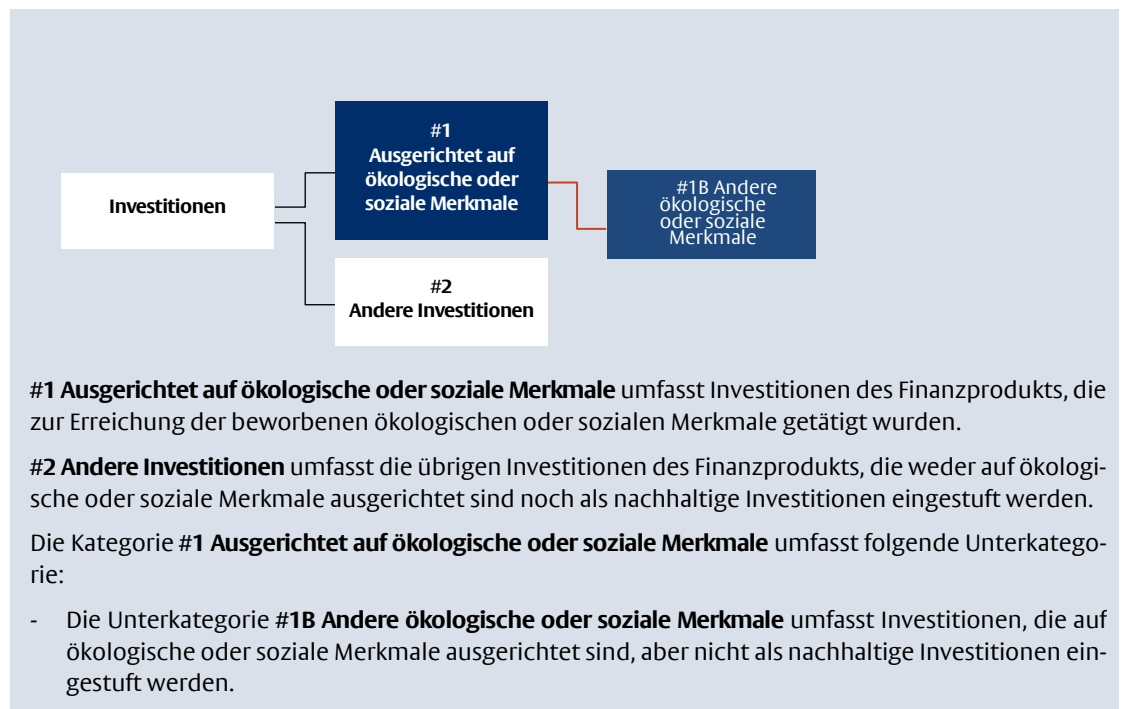 #1
Ausgerichtet auf
ökologische oder
soziale Merkmale
Investitionen
#1B Andere
ökologische
oder soziale
Merkmale
#2
Andere Investitionen
#1 Ausgerichtet auf ökologische oder soziale Merkmale umfasst Investitionen des Finanzprodukts, die
zur Erreichung der beworbenen ökologischen oder sozialen Merkmale getätigt wurden.
#2 Andere Investitionen umfasst die übrigen Investitionen des Finanzprodukts, die weder auf ökologi-
sche oder soziale Merkmale ausgerichtet sind noch als nachhaltige Investitionen eingestuft werden.
Die Kategorie #1 Ausgerichtet auf ökologische oder soziale Merkmale umfasst folgende Unterkatego-
rie:
- Die Unterkategorie #1B Andere ökologische oder soziale Merkmale umfasst Investitionen, die auf
ökologische oder soziale Merkmale ausgerichtet sind, aber nicht als nachhaltige Investitionen ein-
gestuft werden.